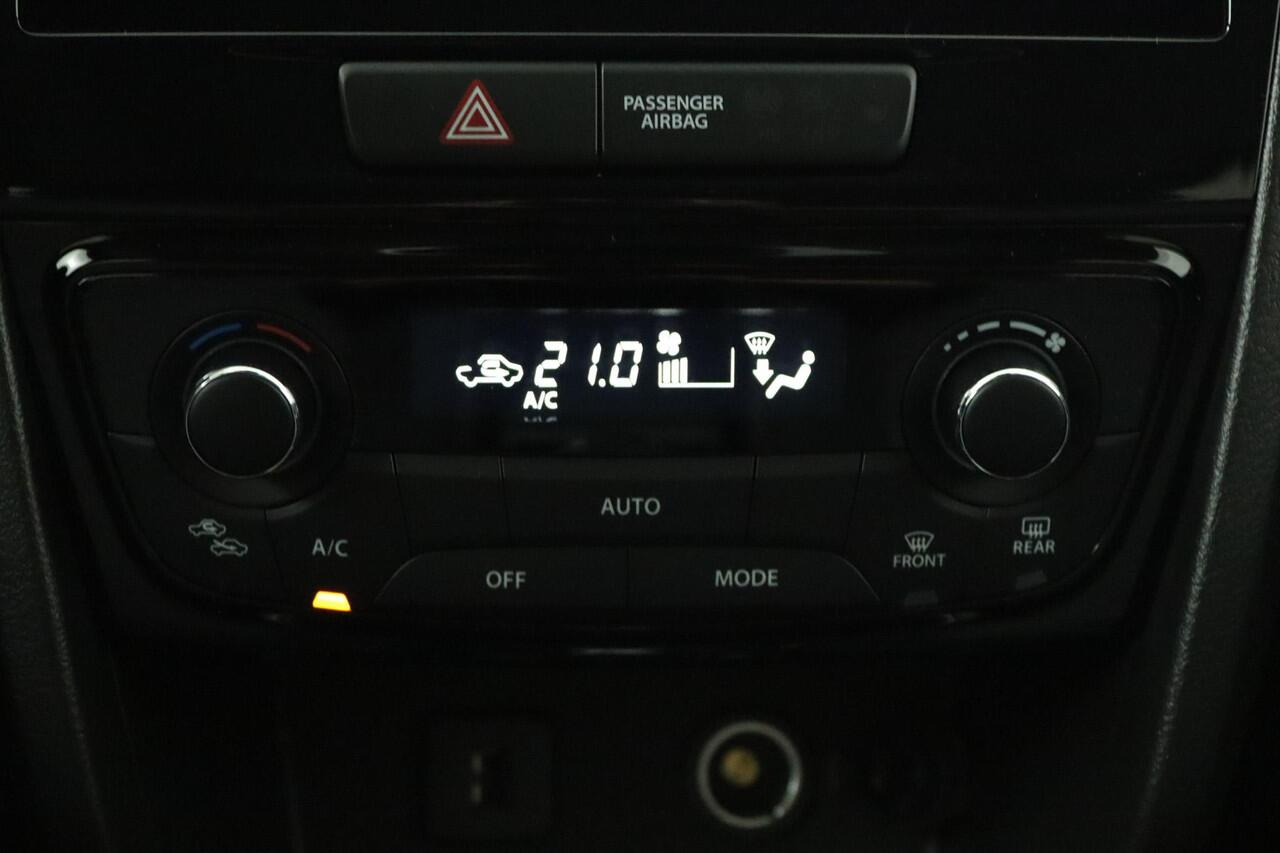 PASSENGER
AIRBAG
21.0
A/C
AUTO
A/C
OFF
MODE
FRONT
REAR